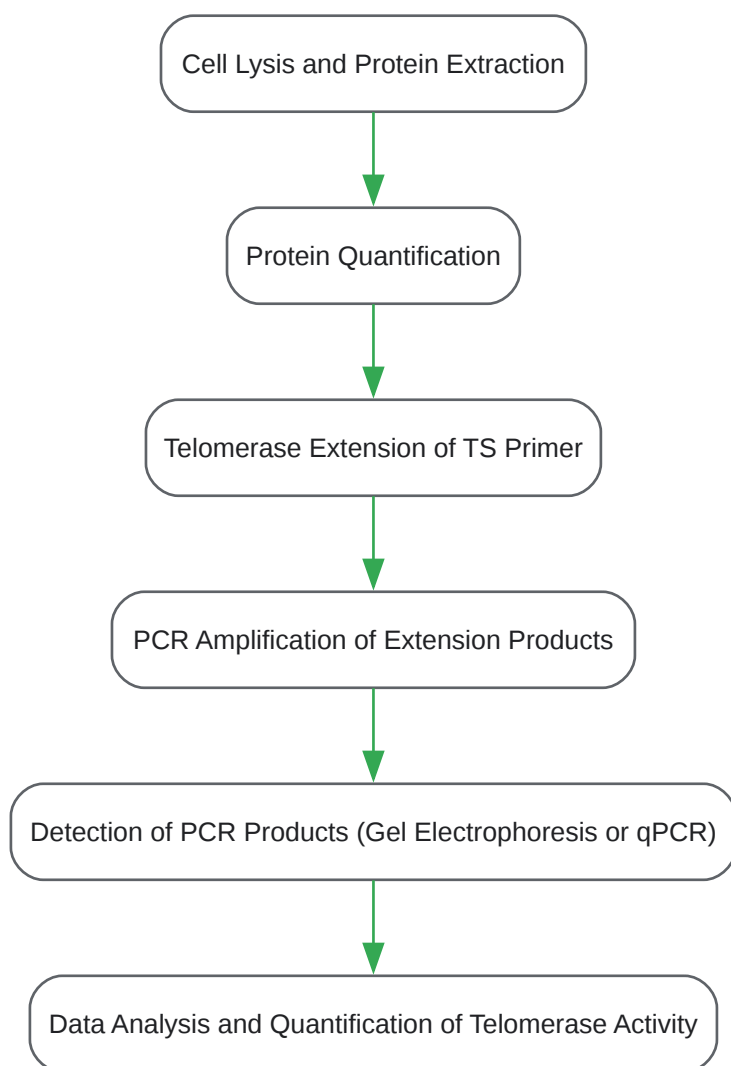 Cell Lysis and Protein Extraction
Protein Quantification
Telomerase Extension of TS Primer
PCR Amplification of Extension Products
Detection of PCR Products (Gel Electrophoresis or qPCR)
Data Analysis and Quantification of Telomerase Activity